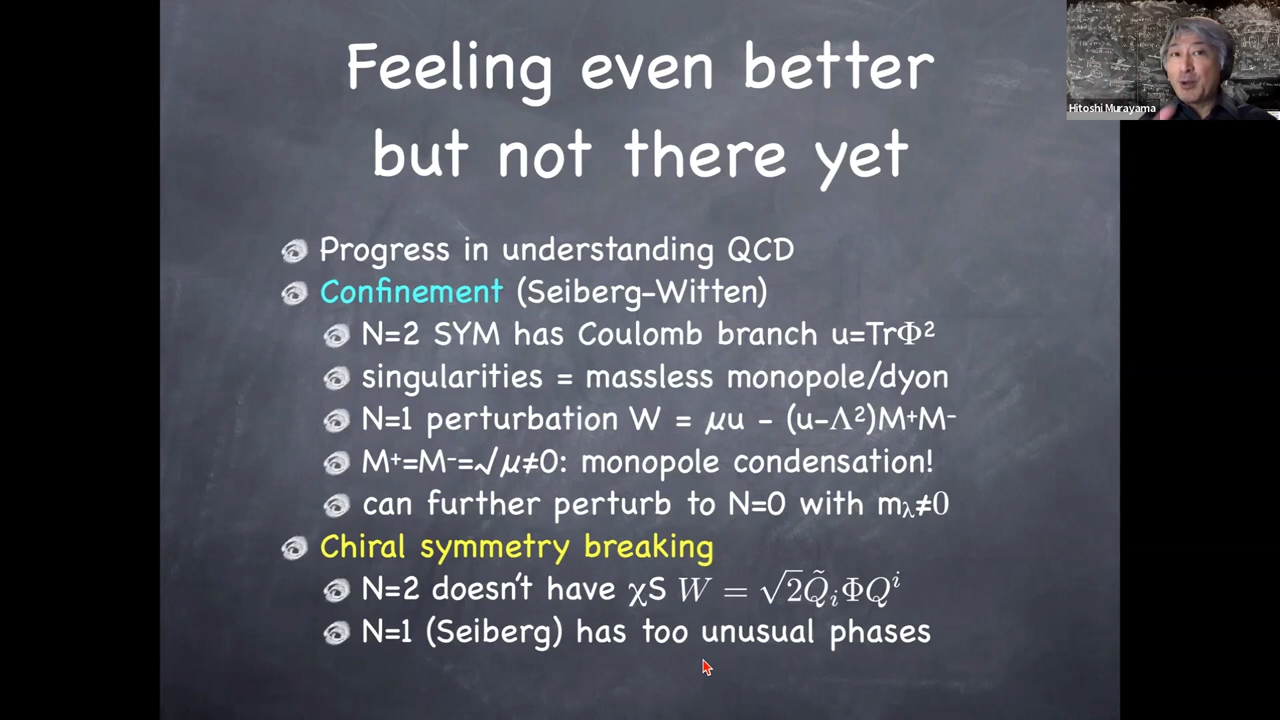 Feeling even better
but not there yet
Hitoshi Murayama
Progress in understanding QCD
Confinement (Seiberg-Witten)
N=2 SYM has Coulomb branch u=TrΦ²
singularities = massless monopole/dyon
N=1 perturbation W = μu - (u-Λ²)M⁺M⁻
M⁺=M⁻=√μ≠0: monopole condensation!
can further perturb to N=0 with mλ≠0
Chiral symmetry breaking
N=2 doesn't have χS W = √2Q̃ᵢΦQⁱ
N=1 (Seiberg) has too unusual phases